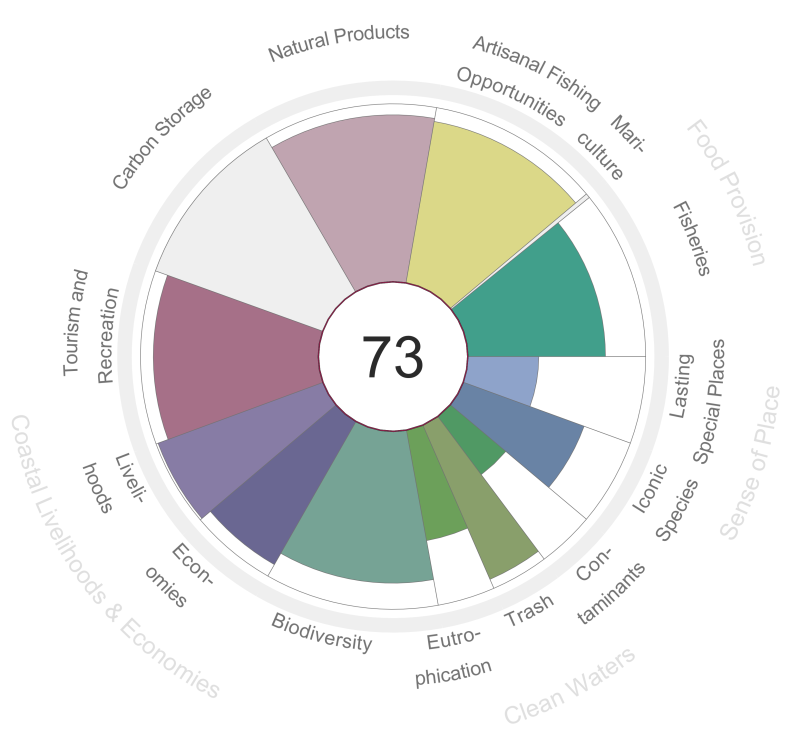 Natural Products
Artisanal Fishing
Opportunities
Mari-
culture
Food Provision
Fisheries
Carbon Storage
Tourism and
Recreation
73
Lasting
Special Places
Sense of Place
Iconic
Species
Coastal Livelihoods & Economies
Liveli-
hoods
Econ-
omies
Biodiversity
Eutro-
phication
Trash
Con-
taminants
Clean Waters